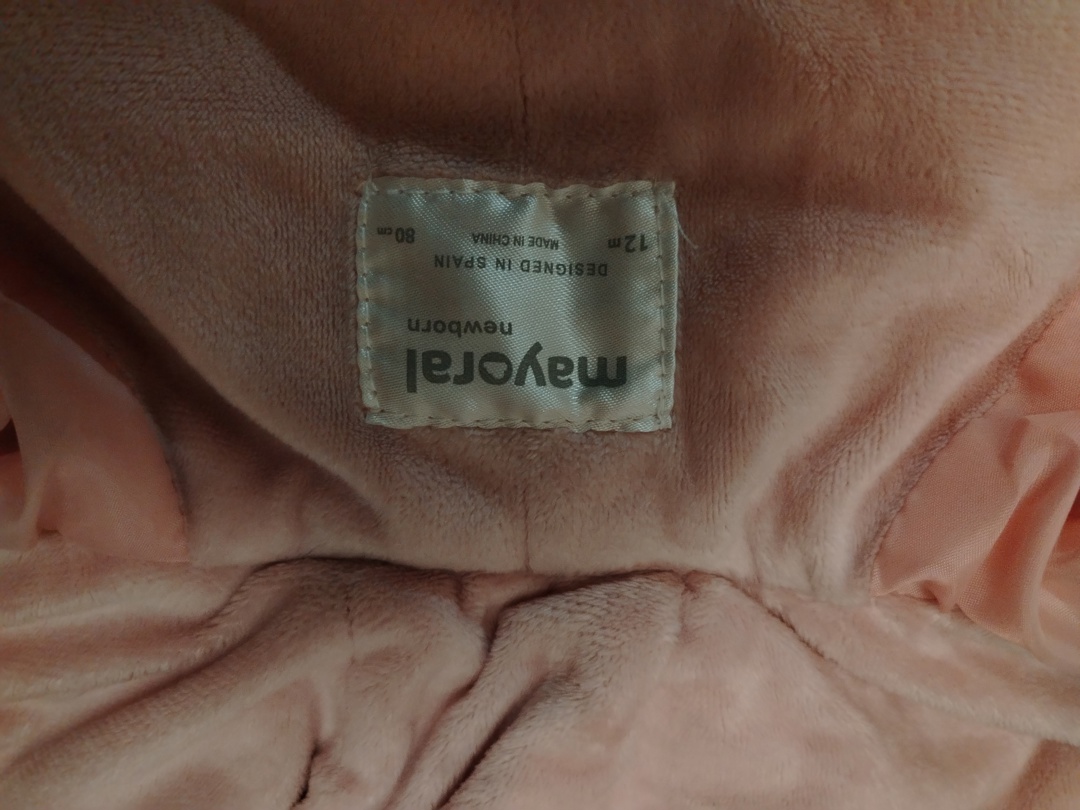 mayoral
newborn
DESIGNED IN SPAIN
12 m MADE IN CHINA 80 cm